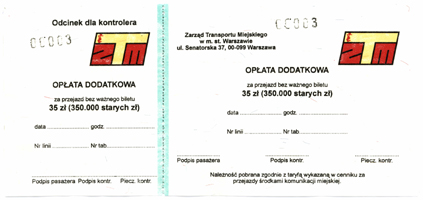 Odcinek dla kontrolera
000003
ZTM
OPŁATA DODATKOWA
za przejazd bez ważnego biletu
35 zł (350.000 starych zł)
data godz.
Nr linii Nr tab.
Podpis pasażera Podpis kontr. Piecz. kontr.
000003
Zarząd Transportu Miejskiego
w m. st. Warszawie
ul. Senatorska 37, 00-099 Warszawa
ZTM
OPŁATA DODATKOWA
za przejazd bez ważnego biletu
35 zł (350.000 starych zł)
data godz.
Nr linii Nr tab.
Podpis pasażera Podpis kontr. Piecz. kontr.
Należność pobrana zgodnie z taryfą wykazaną w cenniku za
przejazdy środkami komunikacji miejskiej.